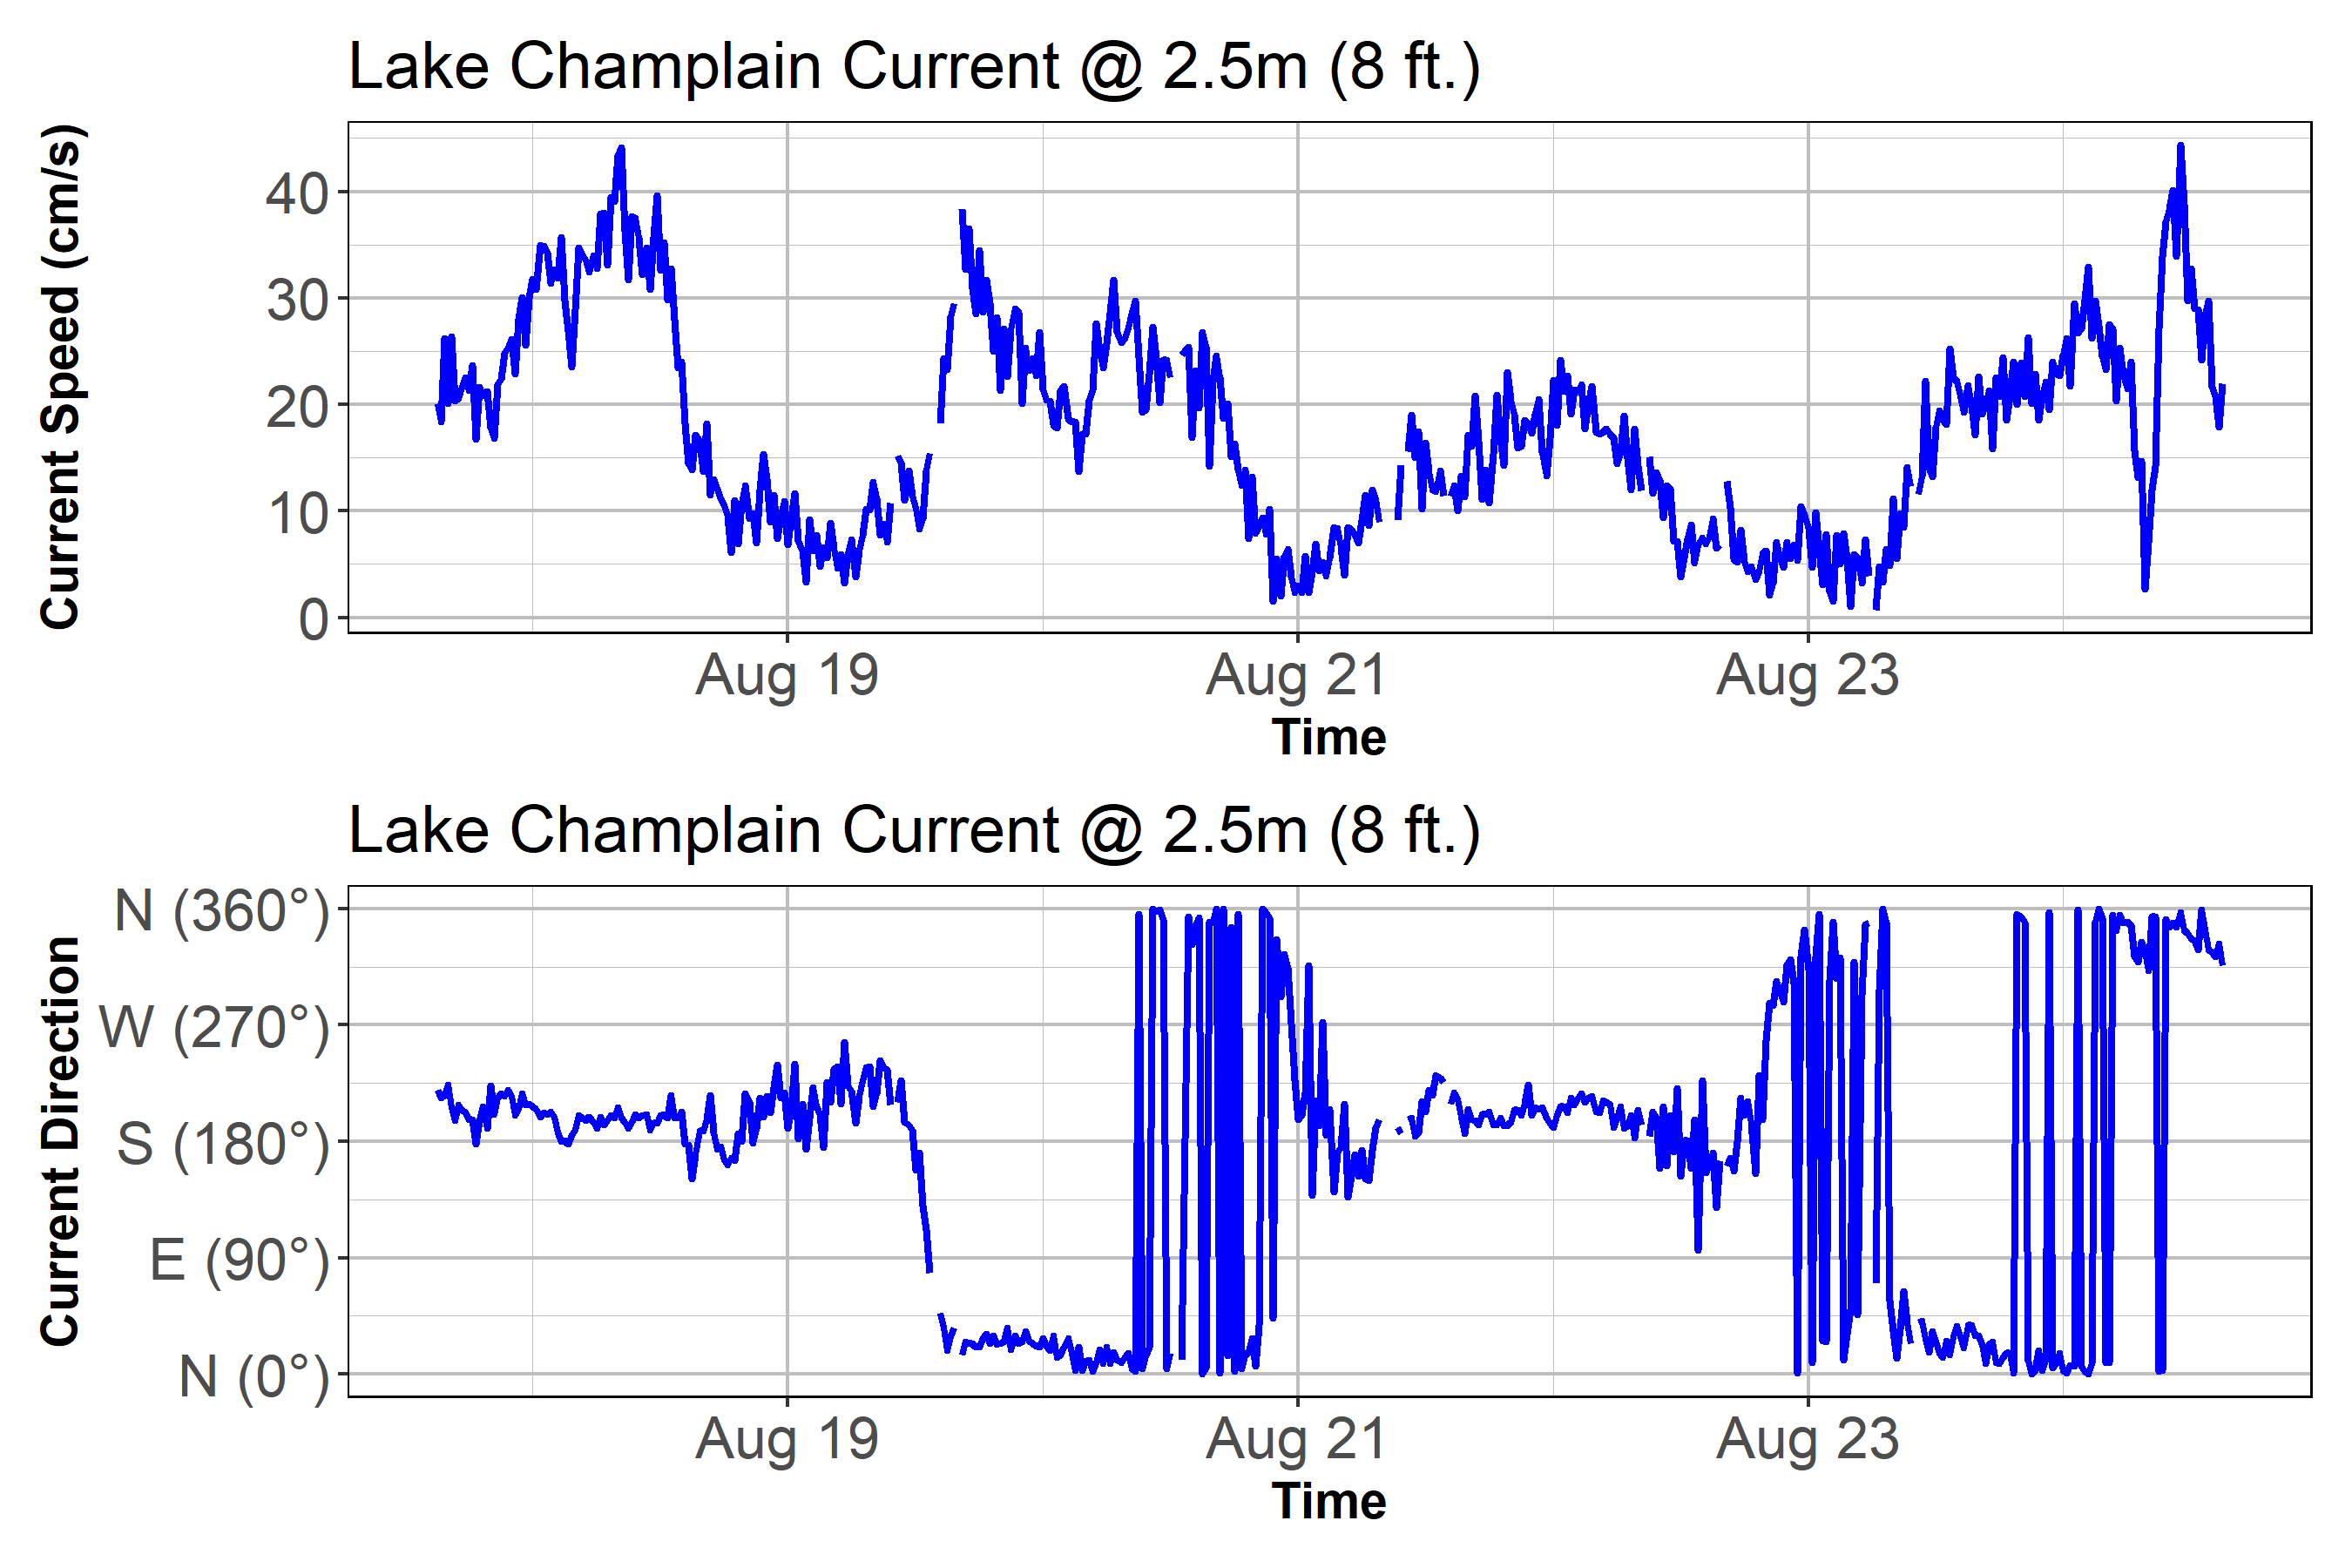 Lake Champlain Current @ 2.5m (8 ft.)
Current Speed (cm/s)
40
30
20
10
0
Aug 19 Aug 21 Aug 23
Time
Lake Champlain Current @ 2.5m (8 ft.)
Current Direction
N (360°)
W (270°)
S (180°)
E (90°)
N (0°)
Aug 19 Aug 21 Aug 23
Time